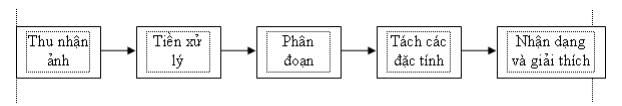 Thu nhận
ảnh
Tiền xử
lý
Phân
đoạn
Tách các
đặc tính
Nhận dạng
và giải thích